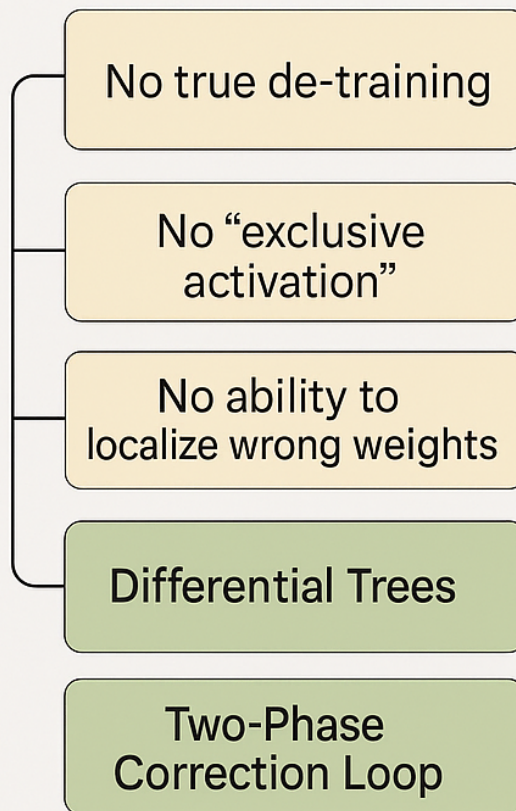 No true de-training
No “exclusive
activation”
No ability to
localize wrong weights
Differential Trees
Two-Phase
Correction Loop